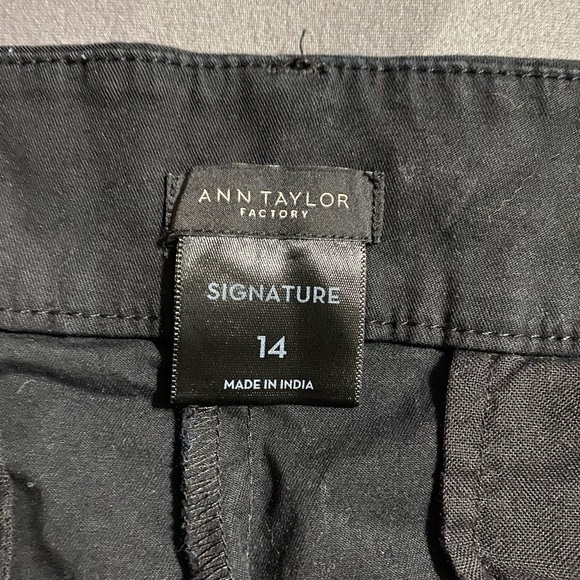 ANN TAYLOR
FACTORY
SIGNATURE
14
MADE IN INDIA